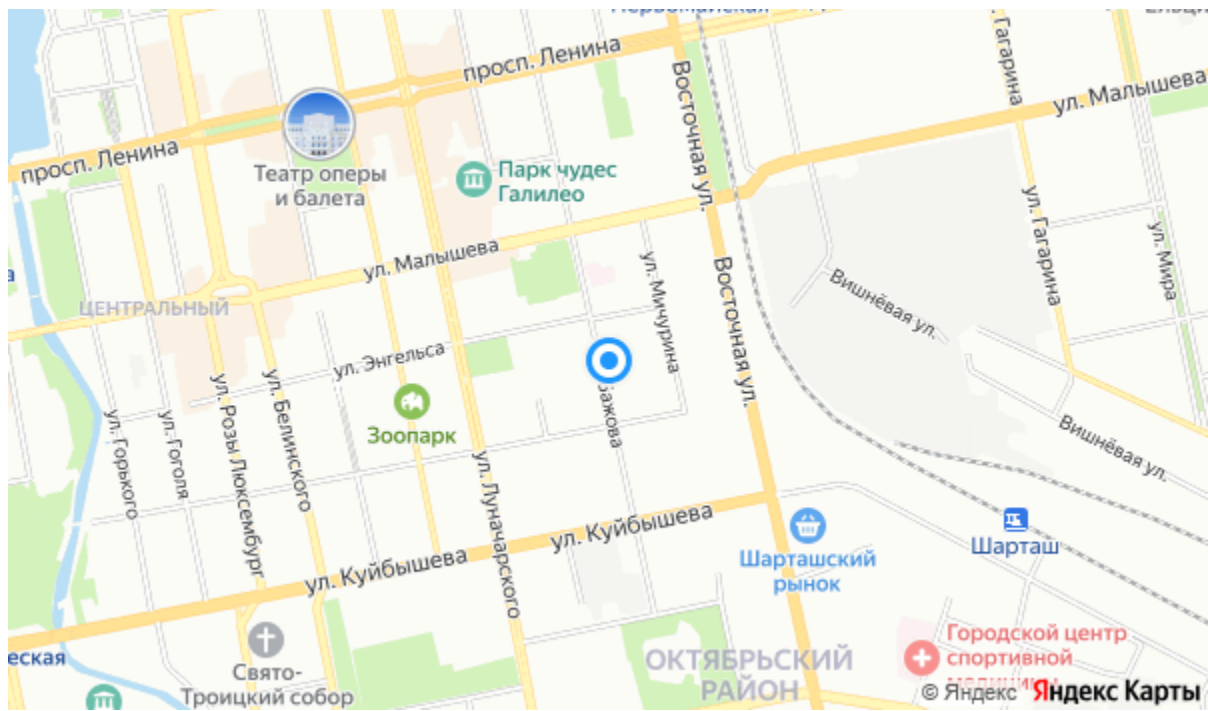 просп. Ленина
Восточная ул.
ул. Гагарина
ул. Малышева
просп. Ленина
Театр оперы
и балета
Парк чудес
Галилео
ул. Малышева
ул. Гагарина
ул. Мира
ЦЕНТРАЛЬНЫЙ
ул. Мичурина
Восточная ул.
Вишнёвая ул.
ул. Энгельса
Зоопарк
Бажова
ул. Горького
ул. Гоголя
ул. Розы Люксембург
ул. Белинского
ул. Луначарского
Вишнёвая ул.
ул. Куйбышева
ул. Куйбышева
Шарташский
рынок
Шарташ
Свято-
Троицкий собор
еская
ОКТЯБРЬСКИЙ
РАЙОН
Городской центр
спортивной
© Яндекс Яндекс Карты